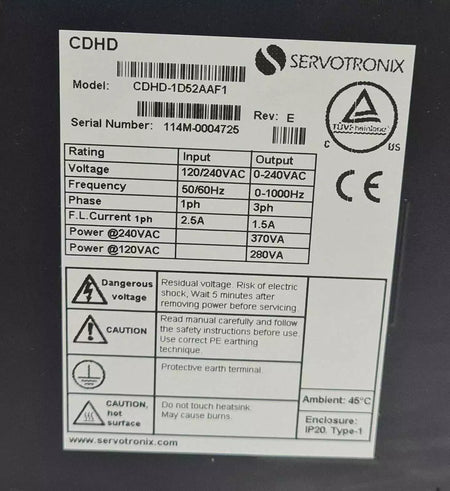 CDHD
SERVOTRONIX
Model: CDHD-1D52AAF1
Rev: E
Serial Number: 114M-0004725
TÜVRheinland
C US
CE
Rating Input Output
Voltage 120/240VAC 0-240VAC
Frequency 50/60Hz 0-1000Hz
Phase 1ph 3ph
F.L.Current 1ph 2.5A 1.5A
Power @240VAC 370VA
Power @120VAC 280VA
Dangerous voltage
Residual voltage. Risk of electric
shock, Wait 5 minutes after
removing power before servicing.
CAUTION
Read manual carefully and follow
the safety instructions before use.
Use correct PE earthing
technique.
Protective earth terminal.
CAUTION,
hot
surface
Do not touch heatsink.
May cause burns.
Ambient: 45°C
Enclosure:
IP20, Type-1
www.servotronix.com